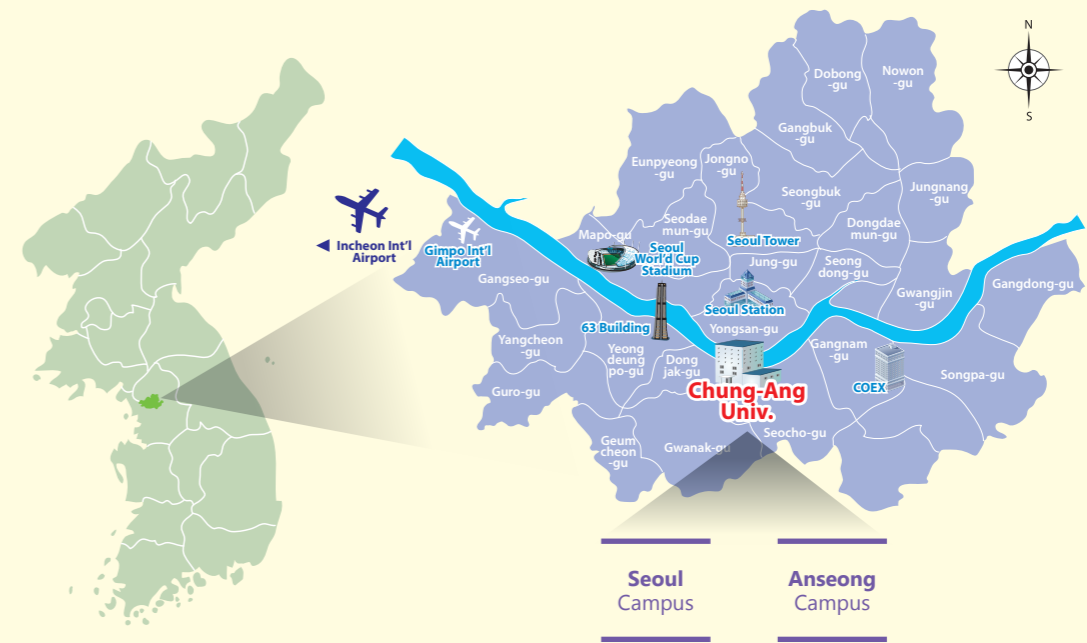 N
S
Dobong
-gu
Nowon
-gu
Gangbuk
-gu
Eunpyeong
-gu
Jongno
-gu
Seongbuk
-gu
Jungnang
-gu
Seodae
mun-gu
Dongdae
mun-gu
Mapo-gu
Incheon Int'l
Airport
Gimpo Int'l
Airport
Seoul
Worl'd Cup
Stadium
Seoul Tower
Jung-gu
Seong
dong-gu
Gangseo-gu
Gwangjin
-gu
Gangdong-gu
Seoul Station
63 Building
Yongsan-gu
Yangcheon
-gu
Yeong
deung
po-gu
Dong
jak-gu
Gangnam
-gu
COEX
Songpa-gu
Guro-gu
Chung-Ang
Univ.
Geum
cheon
-gu
Gwanak-gu
Seocho-gu
Seoul
Campus
Anseong
Campus